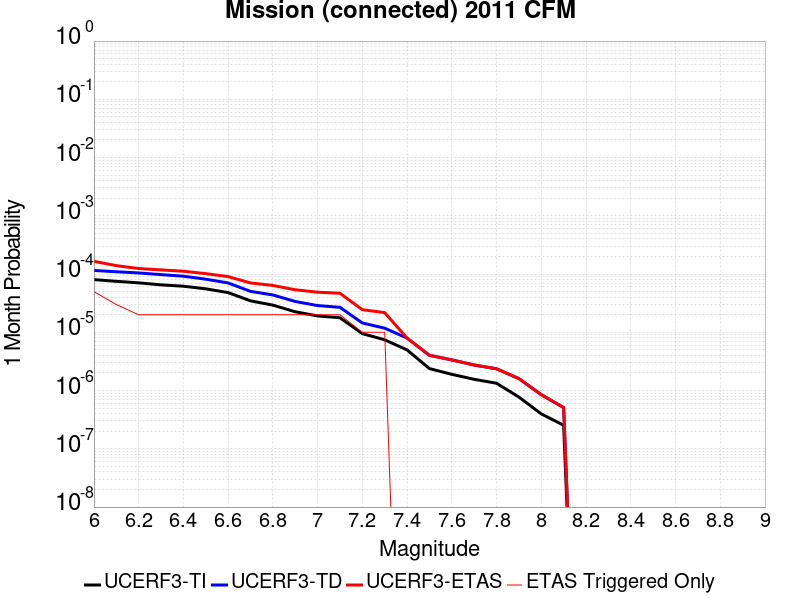 Mission (connected) 2011 CFM
10^0
10^-1
10^-2
10^-3
10^-4
10^-5
10^-6
10^-7
10^-8
1 Month Probability
6 6.2 6.4 6.6 6.8 7 7.2 7.4 7.6 7.8 8 8.2 8.4 8.6 8.8 9
Magnitude
UCERF3-TI UCERF3-TD UCERF3-ETAS ETAS Triggered Only